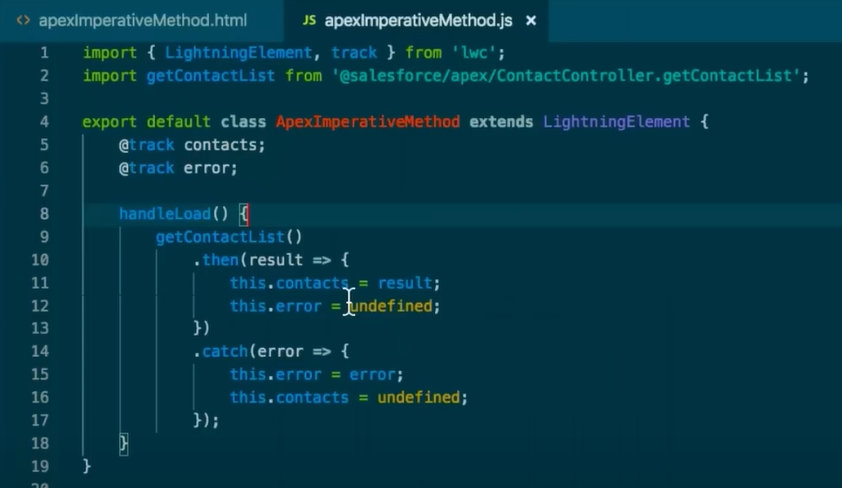 <> apexImperativeMethod.html JS apexImperativeMethod.js ×
1 import { LightningElement, track } from 'lwc';
2 import getContactList from '@salesforce/apex/ContactController.getContactList';
3
4 export default class ApexImperativeMethod extends LightningElement {
5 @track contacts;
6 @track error;
7
8 handleLoad() {
9 getContactList()
10 .then(result => {
11 this.contacts = result;
12 this.error = undefined;
13 })
14 .catch(error => {
15 this.error = error;
16 this.contacts = undefined;
17 });
18 }
19 }
20